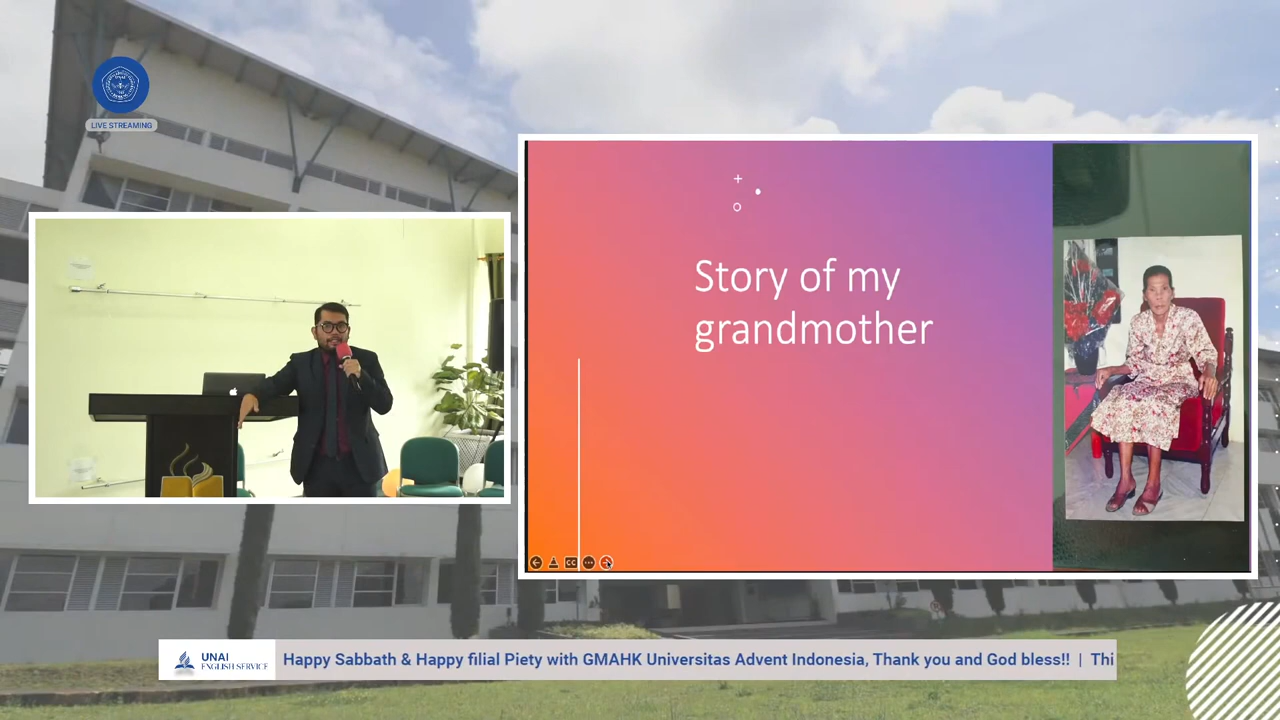 LIVE STREAMING
Story of my
grandmother
CC
UNAI
ENGLISH SERVICE
Happy Sabbath & Happy filial Piety with GMAHK Universitas Advent Indonesia, Thank you and God bless!! | Thi